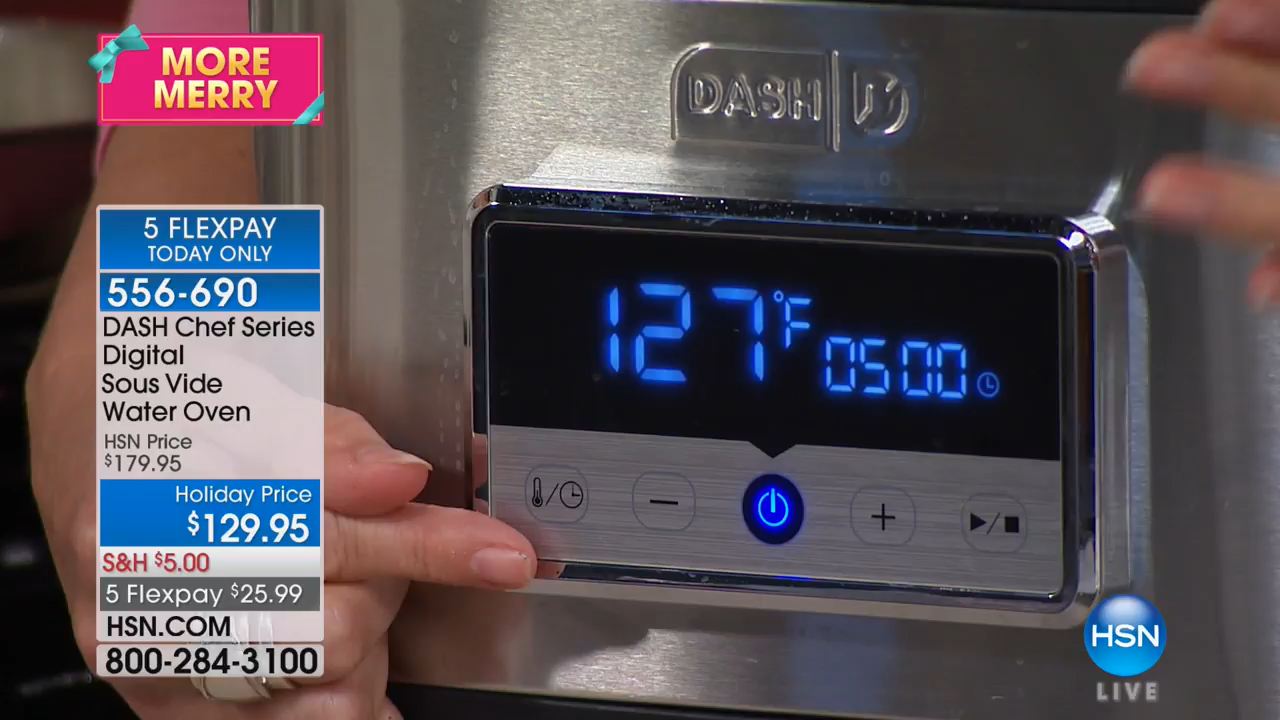 MORE
MERRY
5 FLEXPAY
TODAY ONLY
556-690
DASH Chef Series
Digital
Sous Vide
Water Oven
HSN Price
$179.95
Holiday Price
$129.95
S&H $5.00
5 Flexpay $25.99
HSN.COM
800-284-3100
DASH
127°F
0500
HSN
LIVE